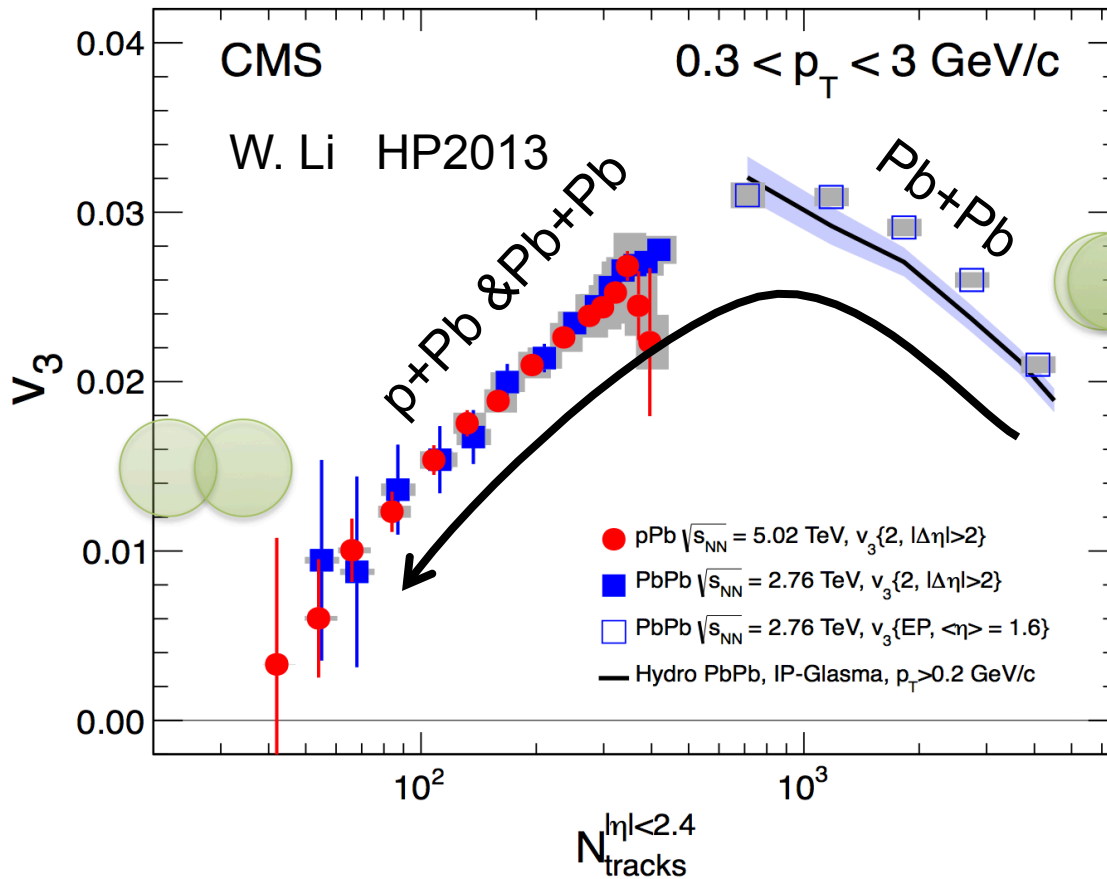 CMS
0.3 < p_T < 3 GeV/c
W. Li HP2013
p+Pb &Pb+Pb
Pb+Pb
0.04
0.03
0.02
0.01
0.00
v_3
pPb √s_NN = 5.02 TeV, v_3{2, |Δη|>2}
PbPb √s_NN = 2.76 TeV, v_3{2, |Δη|>2}
PbPb √s_NN = 2.76 TeV, v_3{EP, <η> = 1.6}
Hydro PbPb, IP-Glasma, p_T>0.2 GeV/c
10^2
10^3
N_tracks^|η|<2.4